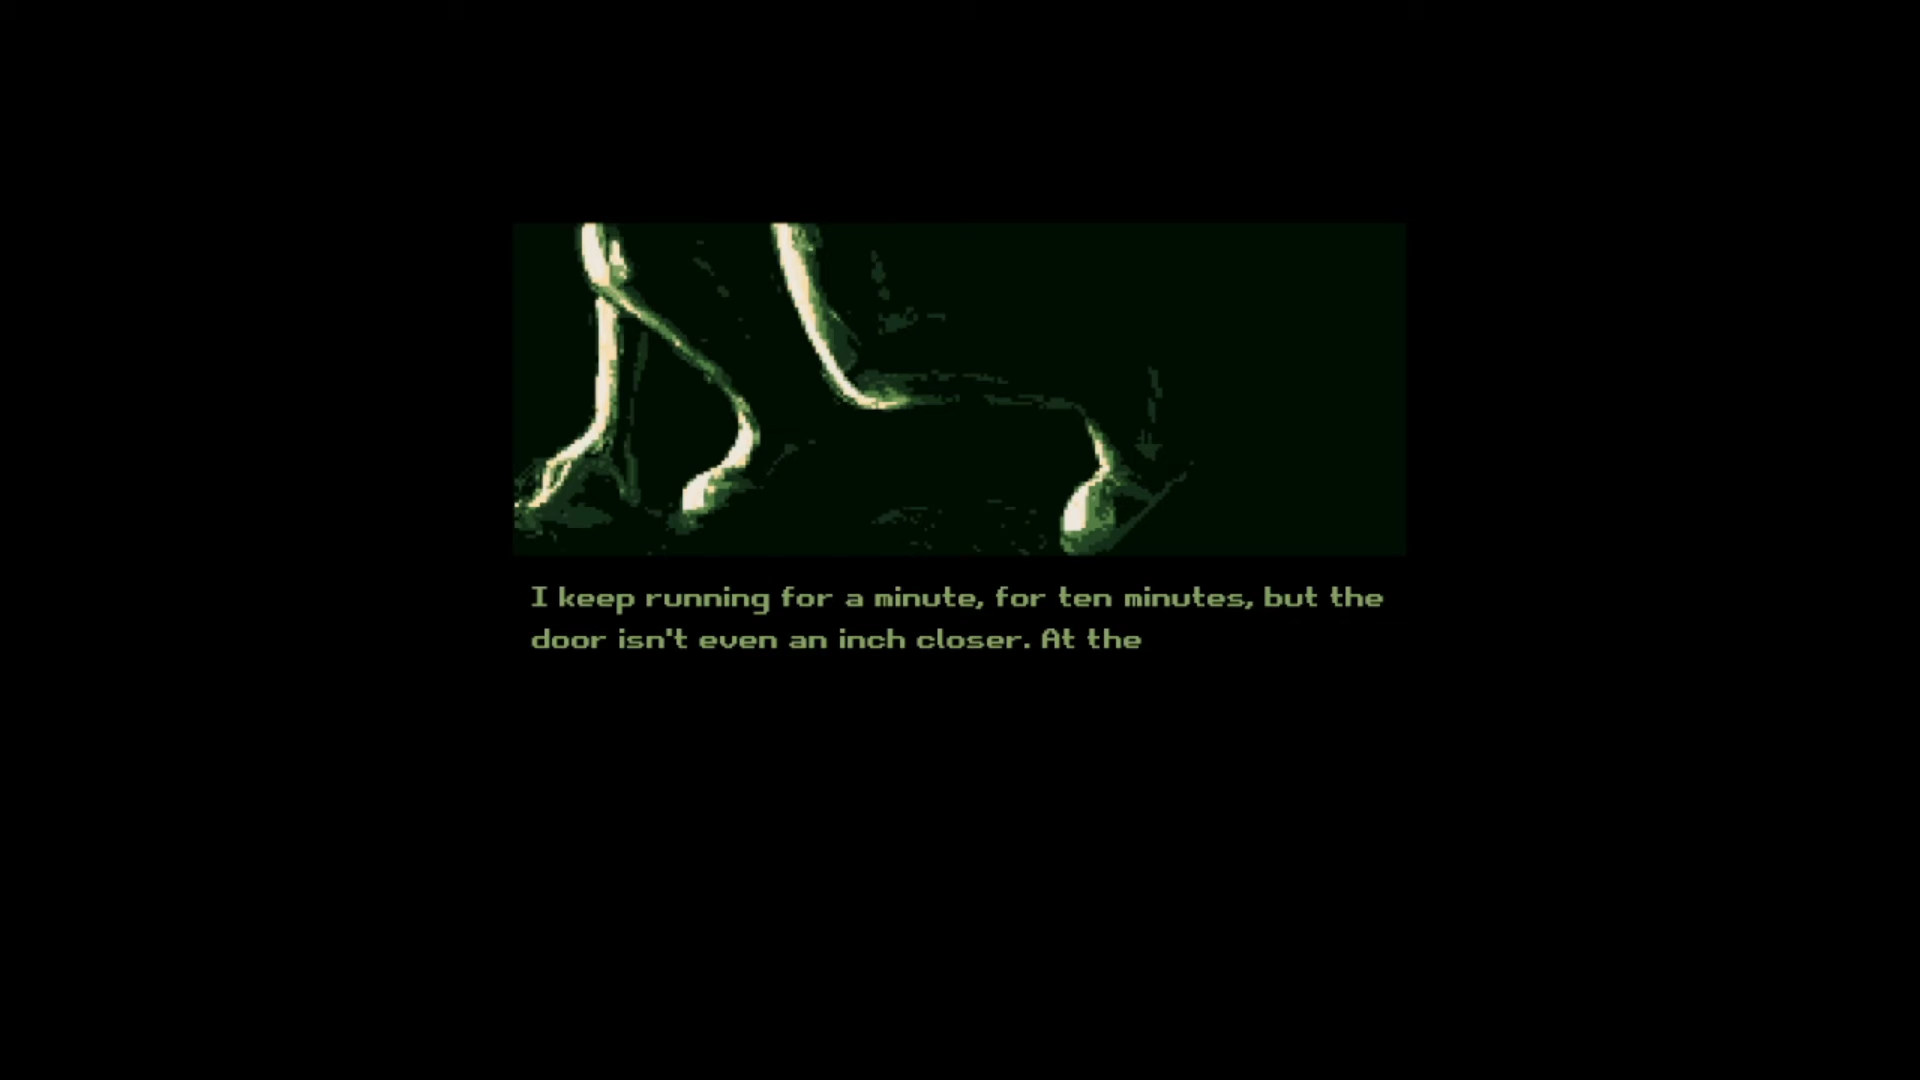 I keep running for a minute, for ten minutes, but the
door isn't even an inch closer. At the